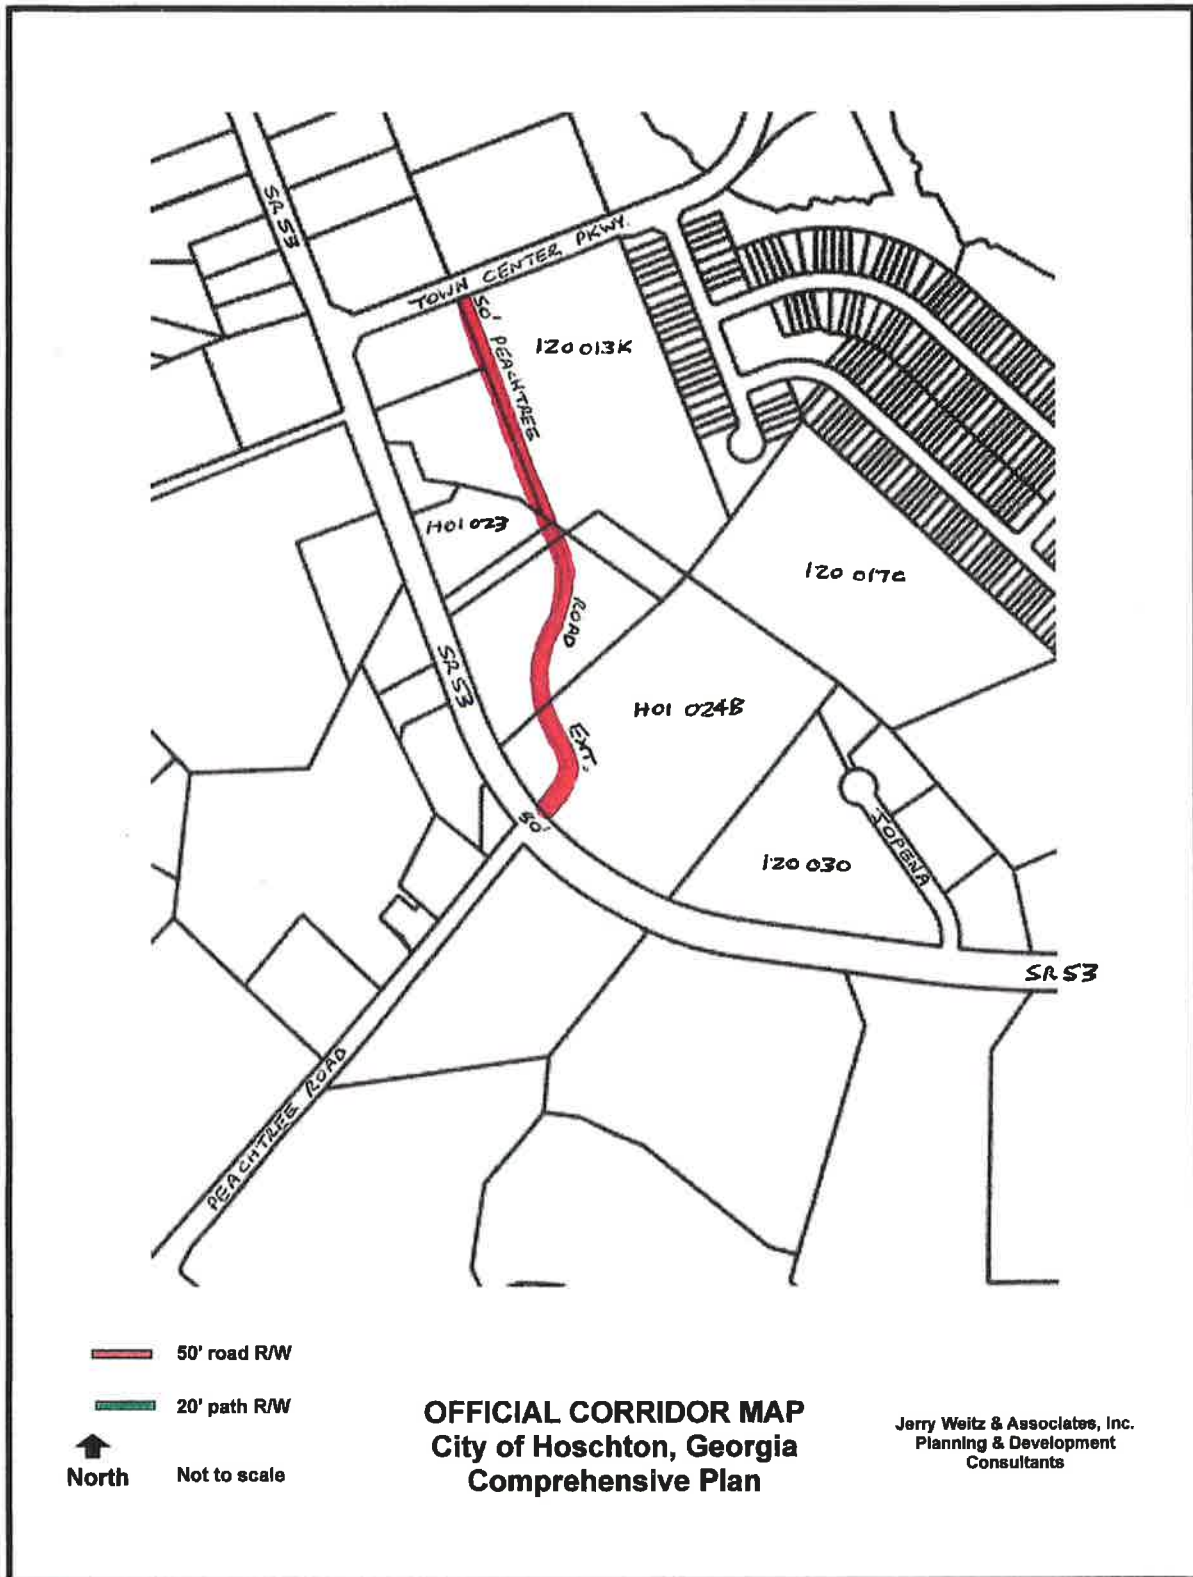 SR 53
TOWN CENTER PKWY.
50'
PEACHTREE
120 013K
H01 023
120 017C
ROAD
SR 53
H01 024B
EXT.
50'
120 030
JOPENA
SR 53
PEACHTREE ROAD
50' road R/W
20' path R/W
North
Not to scale
OFFICIAL CORRIDOR MAP
City of Hoschton, Georgia
Comprehensive Plan
Jerry Weitz & Associates, Inc.
Planning & Development
Consultants